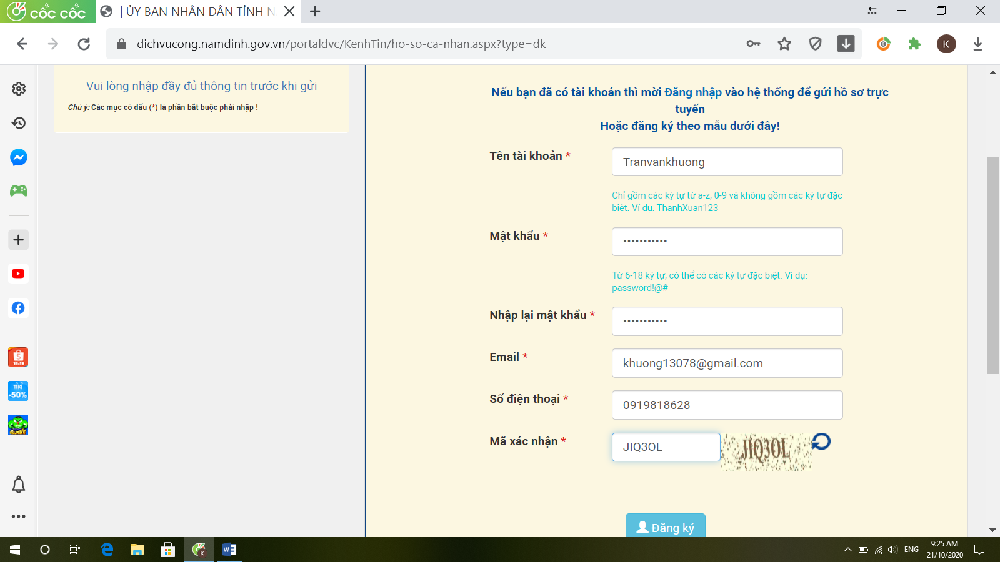 cốc cốc
| ỦY BAN NHÂN DÂN TỈNH N
dichvucong.namdinh.gov.vn/portaldvc/KenhTin/ho-so-ca-nhan.aspx?type=dk
K
Vui lòng nhập đầy đủ thông tin trước khi gửi
Chú ý: Các mục có dấu (*) là phần bắt buộc phải nhập !
Nếu bạn đã có tài khoản thì mời Đăng nhập vào hệ thống để gửi hồ sơ trực
tuyến
Hoặc đăng ký theo mẫu dưới đây!
Tên tài khoản *
Tranvankhuong
Chỉ gồm các ký tự từ a-z, 0-9 và không gồm các ký tự đặc
biệt. Ví dụ: ThanhXuan123
Mật khẩu *
•••••••••••
Từ 6-18 ký tự, có thể có các ký tự đặc biệt. Ví dụ:
password!@#
Nhập lại mật khẩu *
•••••••••••
Email *
khuong13078@gmail.com
Số điện thoại *
0919818628
Mã xác nhận *
JIQ3OL
JIQ3OL
Đăng ký
S
11.11
TIKI
-50%
K
W
ENG
9:25 AM
21/10/2020